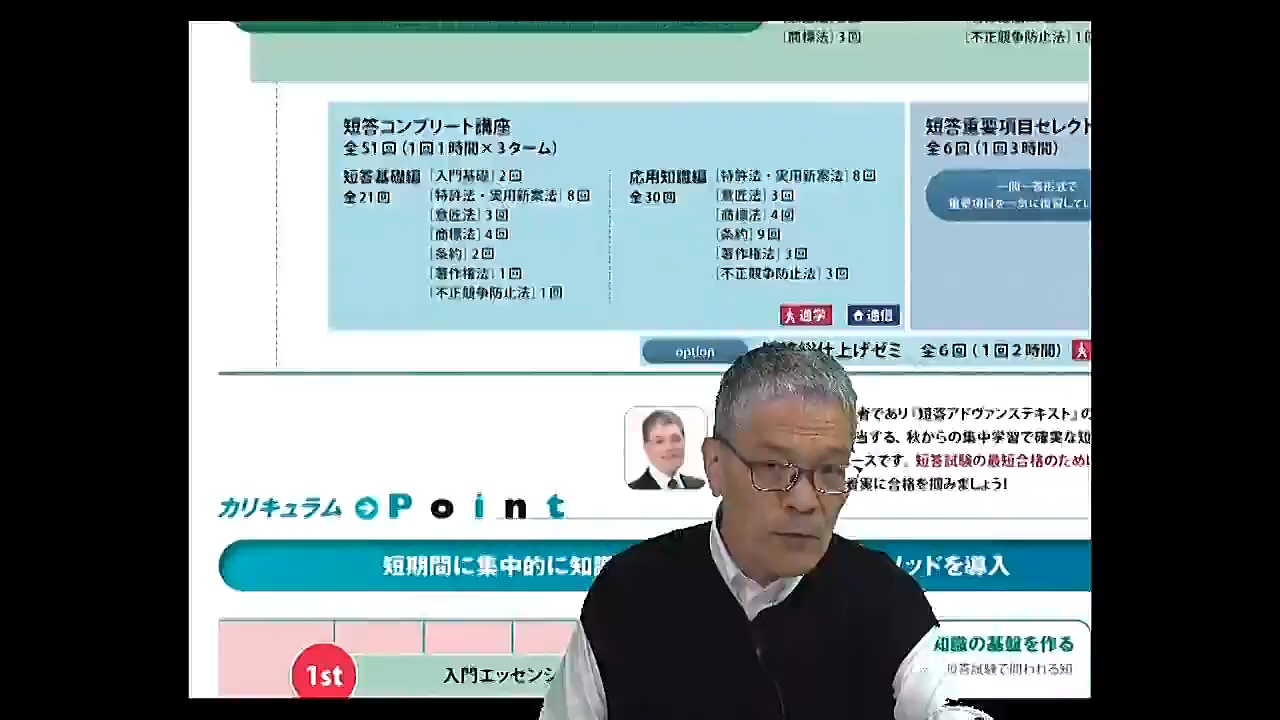 [商標法] 3回
[不正競争防止法] 1回
短答コンプリート講座
全51回(1回1時間×3ターム)
短答基礎編
全21回
[入門基礎] 2回
[特許法・実用新案法] 8回
[意匠法] 3回
[商標法] 4回
[条約] 2回
[著作権法] 1回
[不正競争防止法] 1回
応用知識編
全30回
[特許法・実用新案法] 8回
[意匠法] 3回
[商標法] 4回
[条約] 9回
[著作権法] 3回
[不正競争防止法] 3回
通学 通信
短答重要項目セレクト
全6回(1回3時間)
一問一答形式で
重要項目を一気に復習してい
option
総仕上げゼミ 全6回(1回2時間)
者であり『短答アドヴァンステキスト』の
当する、秋からの集中学習で確実な短
ースです。短答試験の最短合格のため
着実に合格を掴みましょう!
カリキュラム Point
短期間に集中的に知識 ソッドを導入
1st
入門エッセンシ
知識の基盤を作る
短答試験で問われる知